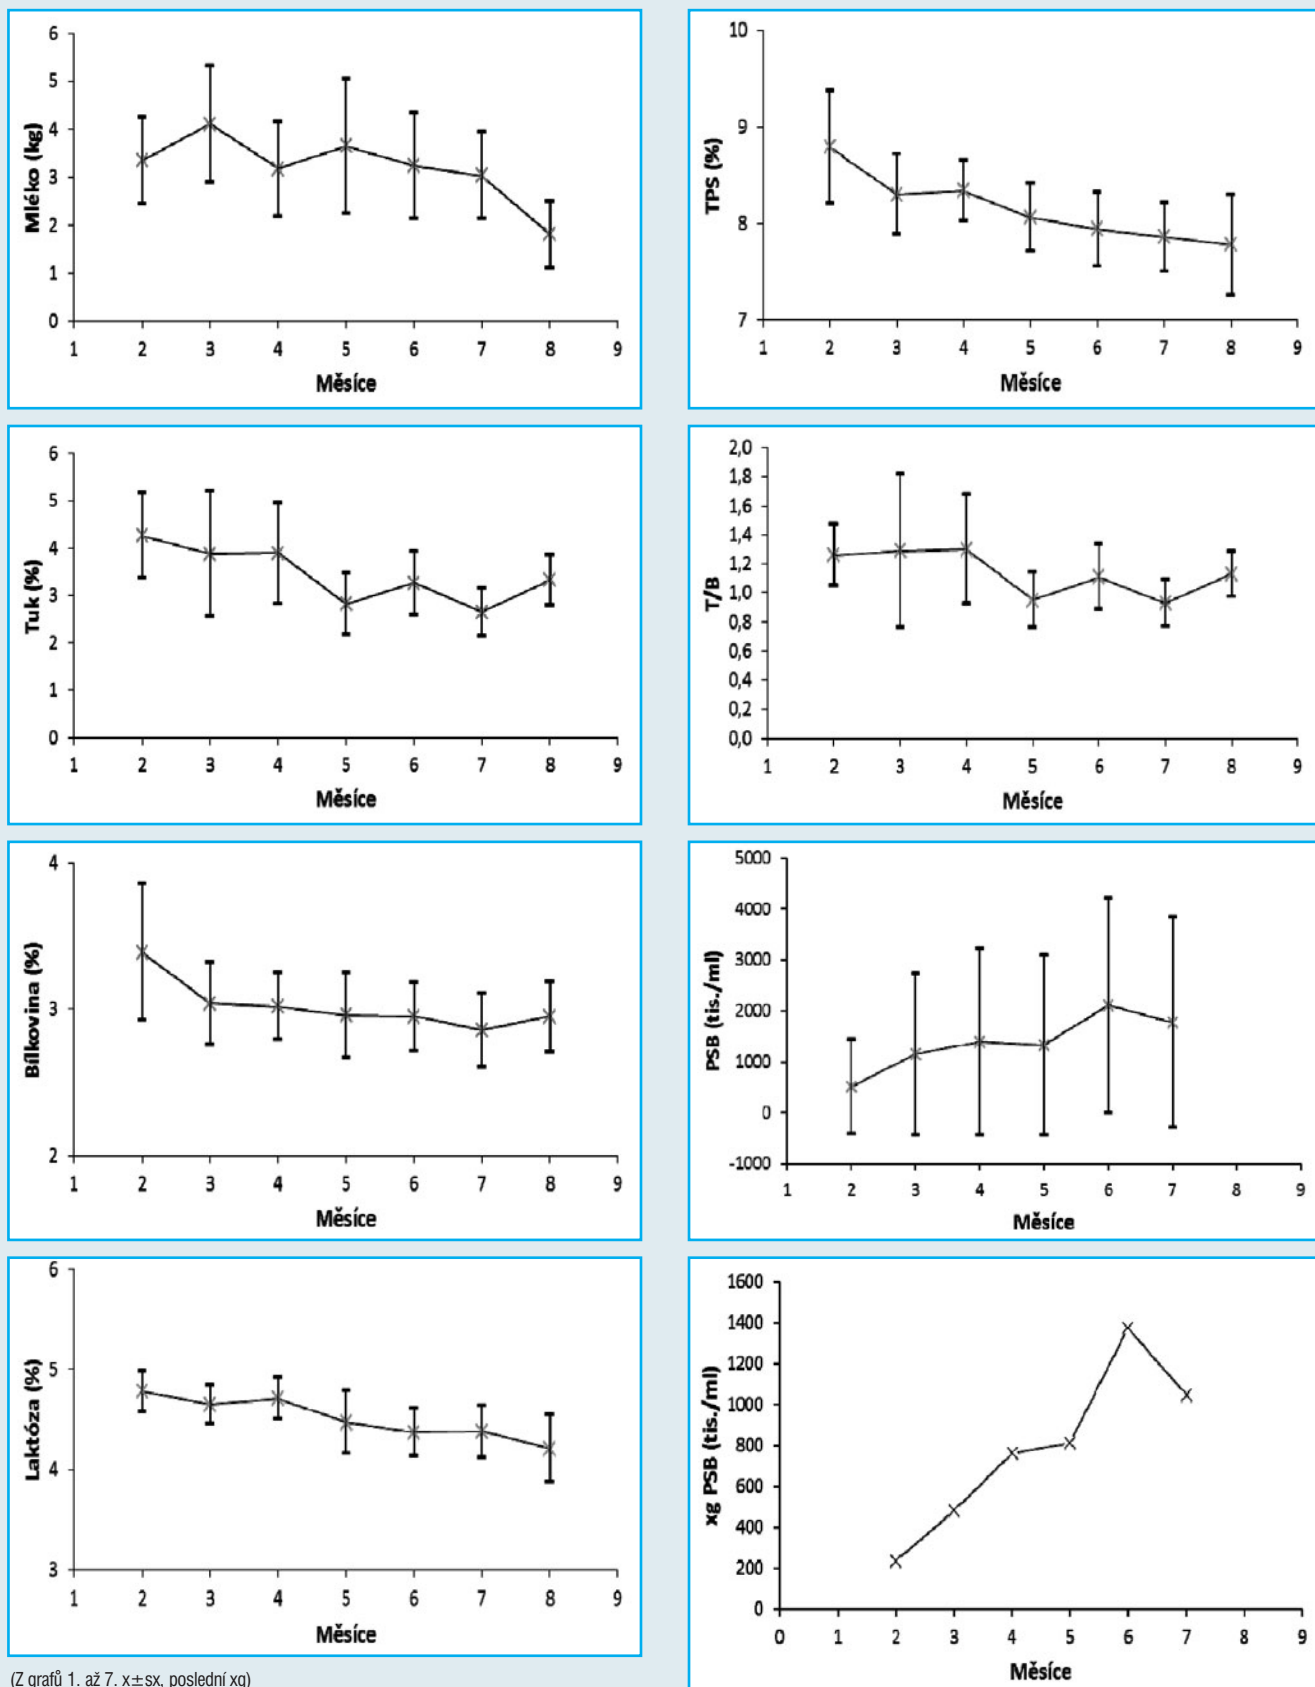 6
5
4
3
2
1
0
Mléko (kg)
1 2 3 4 5 6 7 8 9
Měsíce
10
9
8
7
TPS (%)
1 2 3 4 5 6 7 8 9
Měsíce
6
5
4
3
2
1
0
Tuk (%)
1 2 3 4 5 6 7 8 9
Měsíce
2,0
1,8
1,6
1,4
1,2
1,0
0,8
0,6
0,4
0,2
0,0
T/B
1 2 3 4 5 6 7 8 9
Měsíce
4
3
2
Bílkovina (%)
1 2 3 4 5 6 7 8 9
Měsíce
5000
4000
3000
2000
1000
0
-1000
PSB (tis./ml)
1 2 3 4 5 6 7 8 9
Měsíce
6
5
4
3
Laktóza (%)
1 2 3 4 5 6 7 8 9
Měsíce
1600
1400
1200
1000
800
600
400
200
0
xg PSB (tis./ml)
0 1 2 3 4 5 6 7 8 9
Měsíce
(Z grafů 1. až 7. x±sx, poslední xg)